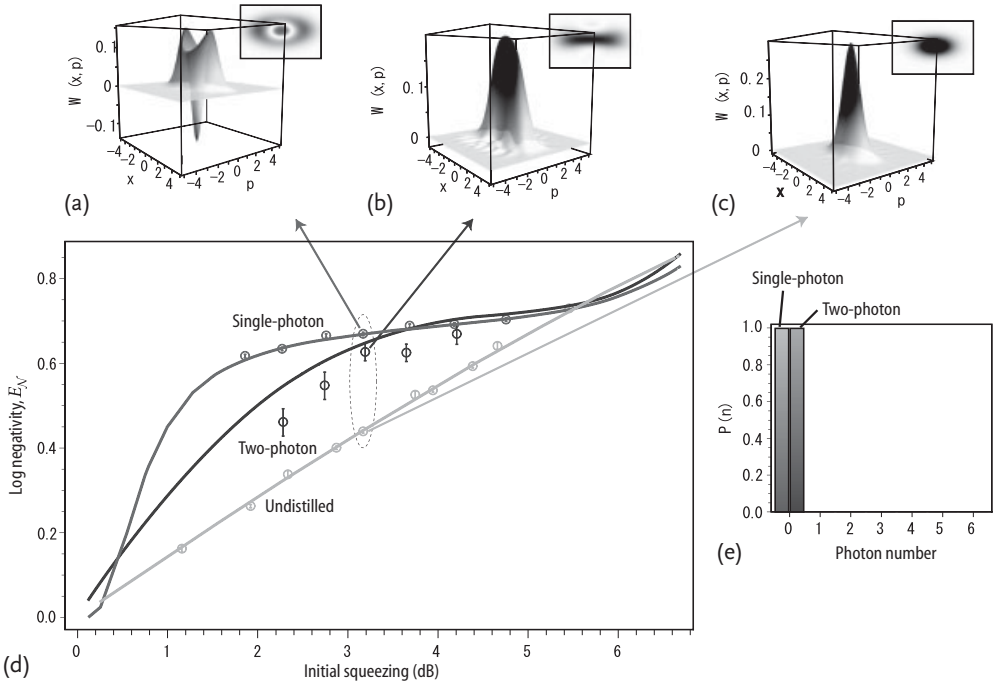 W (x, p)
0.1
0
−0.1
−4
−2
0
2
4
x
−4
−2
0
2
4
p
(a)
W (x, p)
0.1
0
−4
−2
0
2
4
x
−4
−2
0
2
4
p
(b)
W (x, p)
0.2
0.1
0
−4
−2
0
2
4
x
−4
−2
0
2
4
p
(c)
Log negativity, E𝒩
0.8
0.6
0.4
0.2
0.0
Single-photon
Two-photon
Undistilled
0 1 2 3 4 5 6
Initial squeezing (dB)
(d)
Single-photon
Two-photon
P (n)
1.0
0.8
0.6
0.4
0.2
0.0
0 1 2 3 4 5 6
Photon number
(e)